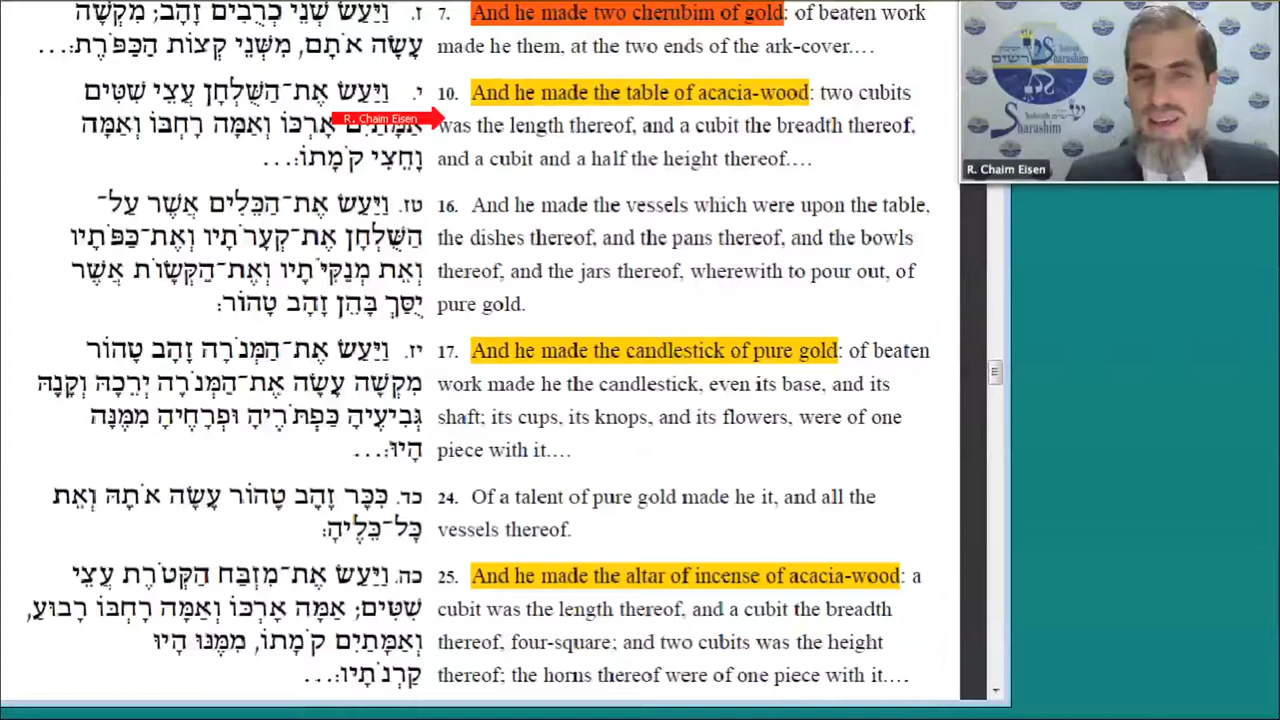 ז. וַיַּעַשׂ שְׁנֵי כְרֻבִים זָהָב; מִקְשָׁה
עָשָׂה אֹתָם, מִשְּׁנֵי קְצוֹת הַכַּפֹּרֶת:...
7. And he made two cherubim of gold: of beaten work
made he them, at the two ends of the ark-cover....
י. וַיַּעַשׂ אֶת־הַשֻּׁלְחָן עֲצֵי שִׁטִּים
אַמָּתַיִם אָרְכּוֹ וְאַמָּה רָחְבּוֹ וְאַמָּה
וָחֵצִי קֹמָתוֹ:...
R. Chaim Eisen
10. And he made the table of acacia-wood: two cubits
was the length thereof, and a cubit the breadth thereof,
and a cubit and a half the height thereof....
טז. וַיַּעַשׂ אֶת־הַכֵּלִים אֲשֶׁר עַל־
הַשֻּׁלְחָן אֶת־קְעָרֹתָיו וְאֶת־כַּפֹּתָיו
וְאֵת מְנַקִּיֹּתָיו וְאֶת־הַקְּשָׂוֹת אֲשֶׁר
יֻסַּךְ בָּהֵן זָהָב טָהוֹר:
16. And he made the vessels which were upon the table,
the dishes thereof, and the pans thereof, and the bowls
thereof, and the jars thereof, wherewith to pour out, of
pure gold.
יז. וַיַּעַשׂ אֶת־הַמְּנֹרָה זָהָב טָהוֹר
מִקְשָׁה עָשָׂה אֶת־הַמְּנֹרָה יְרֵכָהּ וְקָנָהּ
גְּבִיעֶיהָ כַּפְתֹּרֶיהָ וּפְרָחֶיהָ מִמֶּנָּה
הָיוּ:...
17. And he made the candlestick of pure gold: of beaten
work made he the candlestick, even its base, and its
shaft; its cups, its knops, and its flowers, were of one
piece with it....
כד. כִּכָּר זָהָב טָהוֹר עָשָׂה אֹתָהּ וְאֵת
כָּל־כֵּלֶיהָ:
24. Of a talent of pure gold made he it, and all the
vessels thereof.
כה. וַיַּעַשׂ אֶת־מִזְבַּח הַקְּטֹרֶת עֲצֵי
שִׁטִּים; אַמָּה אָרְכּוֹ וְאַמָּה רָחְבּוֹ רָבוּעַ,
וְאַמָּתַיִם קֹמָתוֹ, מִמֶּנּוּ הָיוּ
קַרְנֹתָיו:...
25. And he made the altar of incense of acacia-wood: a
cubit was the length thereof, and a cubit the breadth
thereof, four-square; and two cubits was the height
thereof; the horns thereof were of one piece with it....
Sharashim
שרשים
Sharashim
R. Chaim Eisen